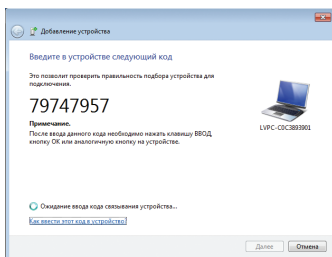 Добавление устройства
Введите в устройстве следующий код
Это позволит проверить правильность подбора устройства для
подключения.
79747957
Примечание.
После ввода данного кода необходимо нажать клавишу ВВОД,
кнопку ОК или аналогичную кнопку на устройстве.
LVPC-C0C3893901
Ожидание ввода кода связывания устройства...
Как ввести этот код в устройство?
Далее
Отмена